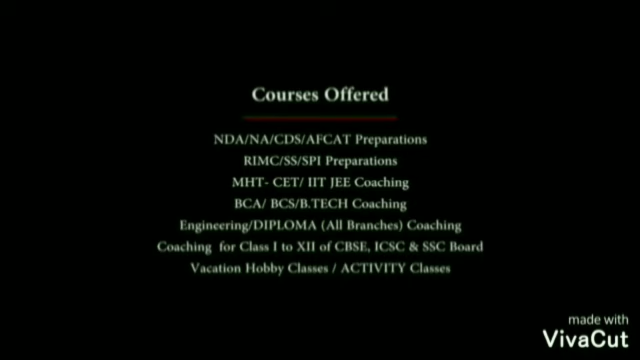 Courses Offered
NDA/NA/CDS/AFCAT Preparations
RIMC/SS/SPI Preparations
MHT- CET/ IIT JEE Coaching
BCA/ BCS/B.TECH Coaching
Engineering/DIPLOMA (All Branches) Coaching
Coaching for Class I to XII of CBSE, ICSC & SSC Board
Vacation Hobby Classes / ACTIVITY Classes
made with
VivaCut